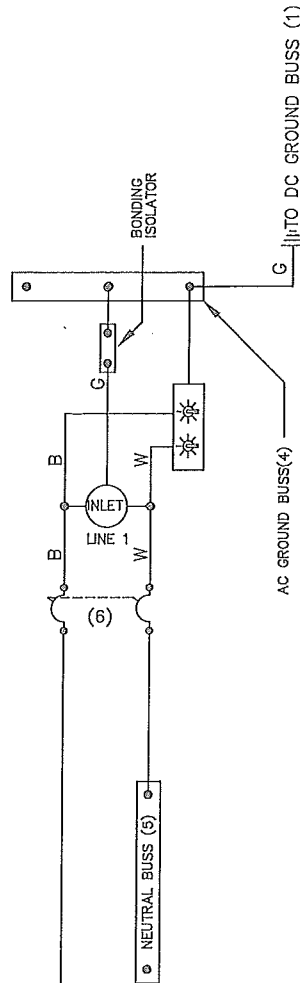 B
B
W
W
INLET
LINE 1
(6)
NEUTRAL BUSS (5)
G
BONDING
ISOLATOR
G
TO DC GROUND BUSS (1)
AC GROUND BUSS(4)